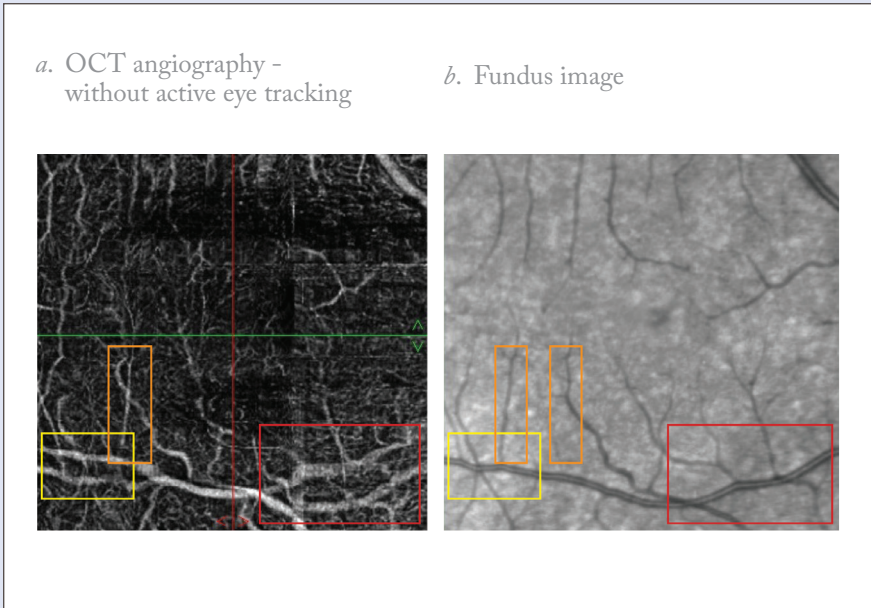 a. OCT angiography -
without active eye tracking
b. Fundus image